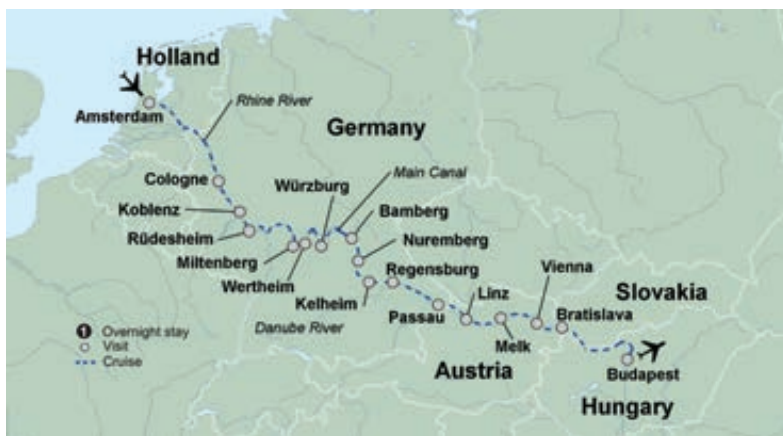 Holland
Amsterdam
Rhine River
Germany
Cologne
Würzburg
Main Canal
Koblenz
Bamberg
Rüdesheim
Nuremberg
Miltenberg
Wertheim
Regensburg
Vienna
Kelheim
Linz
Slovakia
Danube River
Passau
Bratislava
Melk
Austria
Budapest
Hungary
1 Overnight stay
Visit
Cruise